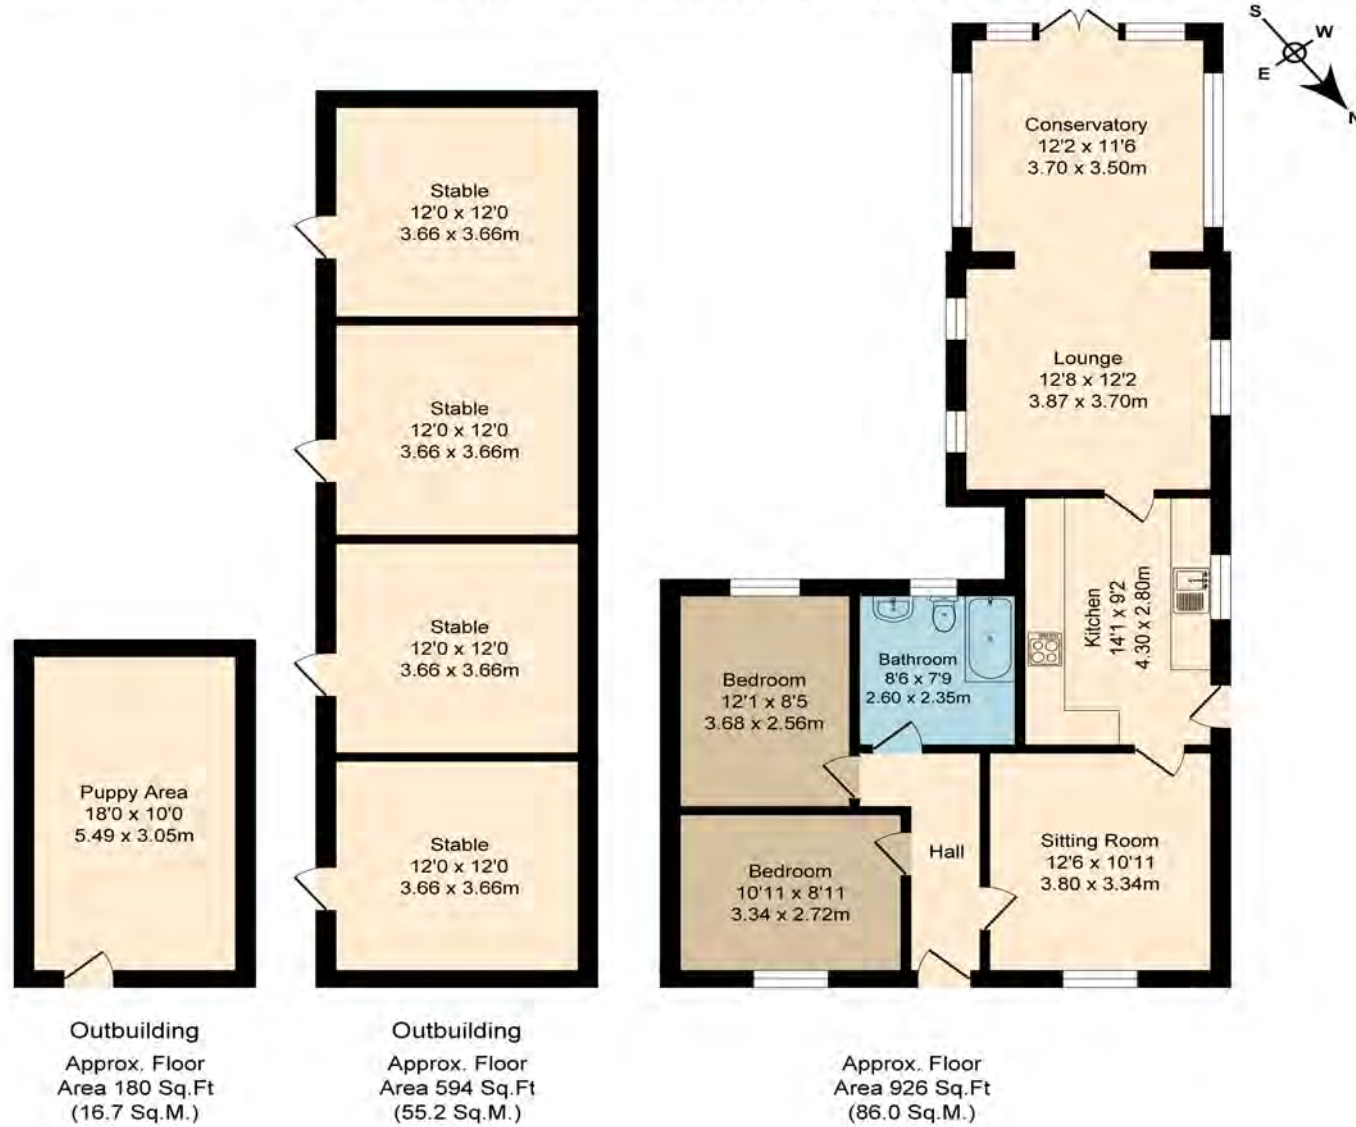 S
W
E
N
Conservatory
12'2 x 11'6
3.70 x 3.50m
Stable
12'0 x 12'0
3.66 x 3.66m
Lounge
12'8 x 12'2
3.87 x 3.70m
Stable
12'0 x 12'0
3.66 x 3.66m
Kitchen
14'1 x 9'2
4.30 x 2.80m
Stable
12'0 x 12'0
3.66 x 3.66m
Bathroom
8'6 x 7'9
2.60 x 2.35m
Bedroom
12'1 x 8'5
3.68 x 2.56m
Puppy Area
18'0 x 10'0
5.49 x 3.05m
Stable
12'0 x 12'0
3.66 x 3.66m
Bedroom
10'11 x 8'11
3.34 x 2.72m
Hall
Sitting Room
12'6 x 10'11
3.80 x 3.34m
Outbuilding
Approx. Floor
Area 180 Sq.Ft
(16.7 Sq.M.)
Outbuilding
Approx. Floor
Area 594 Sq.Ft
(55.2 Sq.M.)
Approx. Floor
Area 926 Sq.Ft
(86.0 Sq.M.)